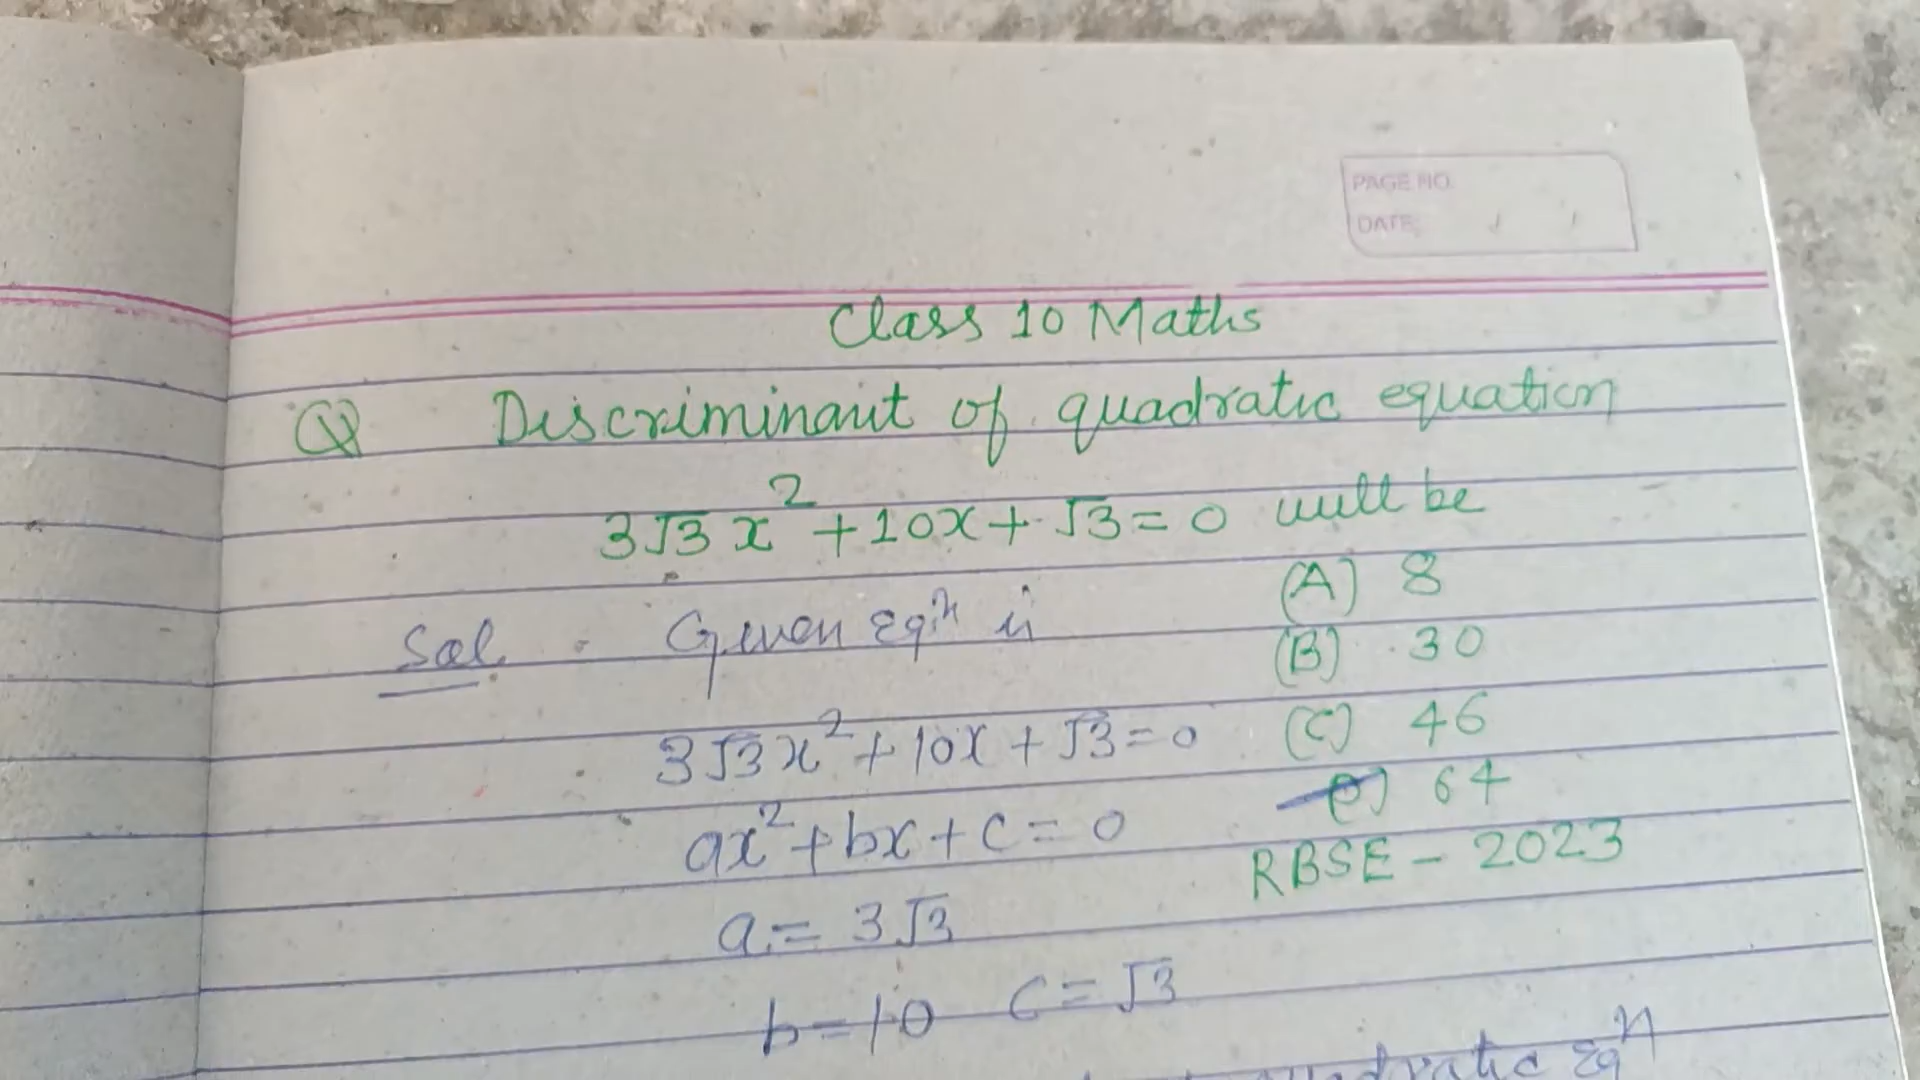 PAGE NO.
DATE: / /
Class 10 Maths
Q Discriminant of quadratic equation
3√3 x² + 10x + √3 = 0 will be
(A) 8
Sol. Given Eqⁿ is
(B) 30
3√3x² + 10x + √3 = 0 (C) 46
(D) 64
ax² + bx + c = 0
RBSE - 2023
a = 3√3
b = 10 c = √3
quadratic Eqⁿ